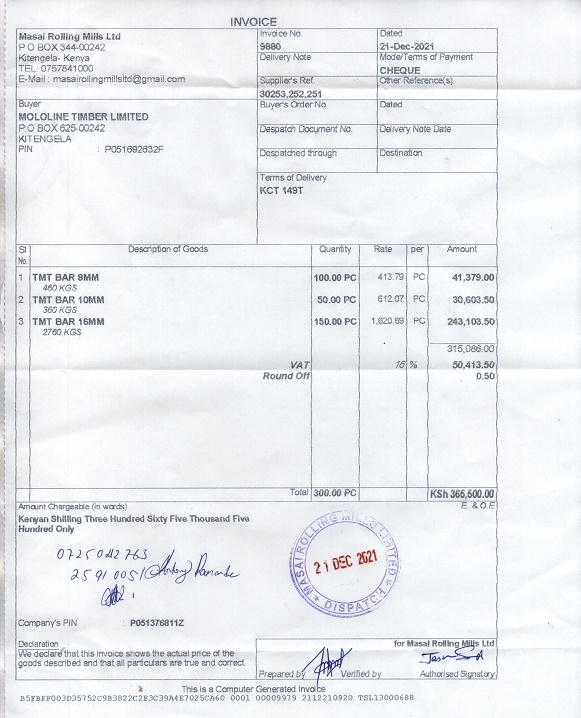 INVOICE
Masai Rolling Mills Ltd
P O BOX 344-00242
Kitengela- Kenya
TEL: 0757841000
E-Mail : masairollingmillsltd@gmail.com
Invoice No.
9880
Dated
21-Dec-2021
Delivery Note
Mode/Terms of Payment
CHEQUE
Supplier's Ref.
30253,252,251
Other Reference(s)
Buyer
MOLOLINE TIMBER LIMITED
P.O BOX 625-00242
KITENGELA
PIN : P051692632F
Buyer's Order No.
Dated
Despatch Document No.
Delivery Note Date
Despatched through
Destination
Terms of Delivery
KCT 149T
Sl No. Description of Goods Quantity Rate per Amount
1 TMT BAR 8MM 100.00 PC 413.79 PC 41,379.00
460 KGS
2 TMT BAR 10MM 50.00 PC 612.07 PC 30,603.50
360 KGS
3 TMT BAR 16MM 150.00 PC 1,620.69 PC 243,103.50
2760 KGS
315,086.00
VAT 16 % 50,413.50
Round Off 0.50
Total 300.00 PC KSh 365,500.00
Amount Chargeable (in words) E. & O.E
Kenyan Shilling Three Hundred Sixty Five Thousand Five
Hundred Only
2591005
MASAI ROLLING MILLS LIMITED
21 DEC 2021
★ DISPATCH ★
Company's PIN : P051376811Z
Declaration
We declare that this invoice shows the actual price of the
goods described and that all particulars are true and correct.
for Masai Rolling Mills Ltd
Prepared by Verified by Authorised Signatory
This is a Computer Generated Invoice
B5FBFF003D35752C9B3822C2F3C39A4E7025CA60 0001 00009979 2112210920 TSL13000688